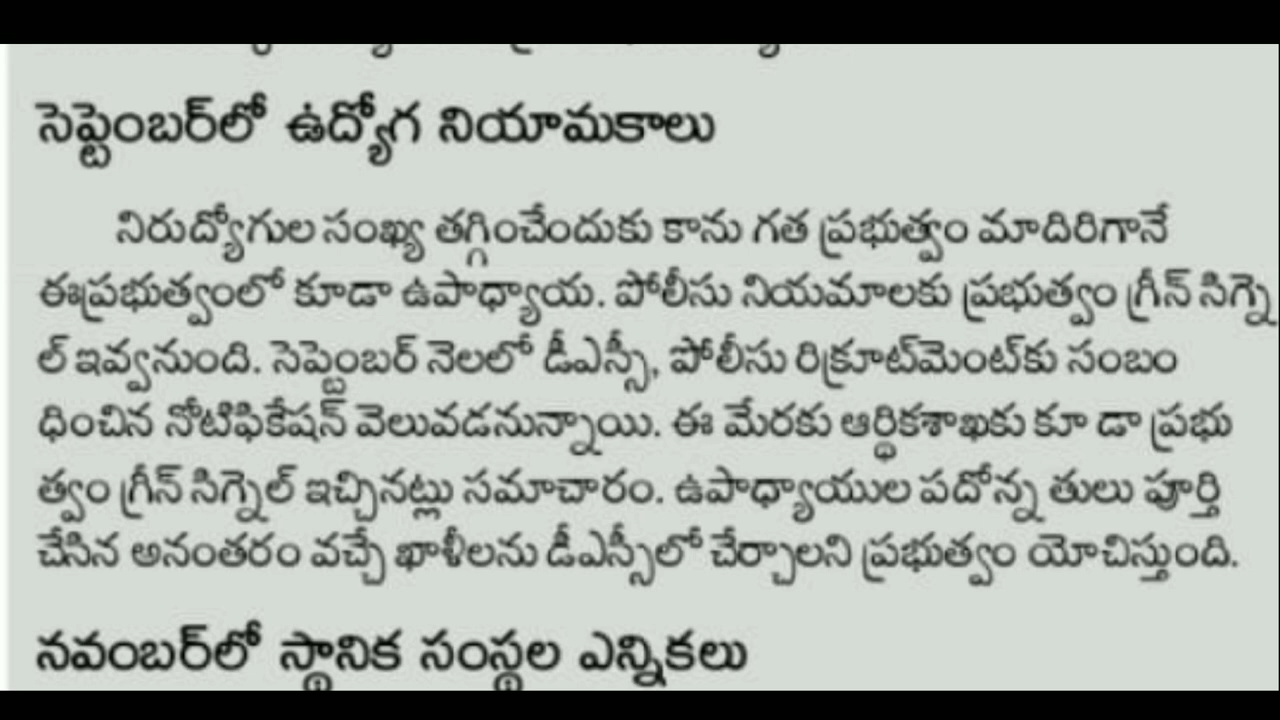 సెప్టెంబర్‌లో ఉద్యోగ నియామకాలు
నిరుద్యోగుల సంఖ్య తగ్గించేందుకు కాను గత ప్రభుత్వం మాదిరిగానే
ఈప్రభుత్వంలో కూడా ఉపాధ్యాయ. పోలీసు నియమాలకు ప్రభుత్వం గ్రీన్ సిగ్నె
ల్ ఇవ్వనుంది. సెప్టెంబర్ నెలలో డీఎస్సీ, పోలీసు రిక్రూట్‌మెంట్‌కు సంబం
ధించిన నోటిఫికేషన్ వెలువడనున్నాయి. ఈ మేరకు ఆర్థికశాఖకు కూ డా ప్రభు
త్వం గ్రీన్ సిగ్నెల్ ఇచ్చినట్లు సమాచారం. ఉపాధ్యాయుల పదోన్న తులు పూర్తి
చేసిన అనంతరం వచ్చే ఖాళీలను డీఎస్సీలో చేర్చాలని ప్రభుత్వం యోచిస్తుంది.
నవంబర్‌లో స్థానిక సంస్థల ఎన్నికలు